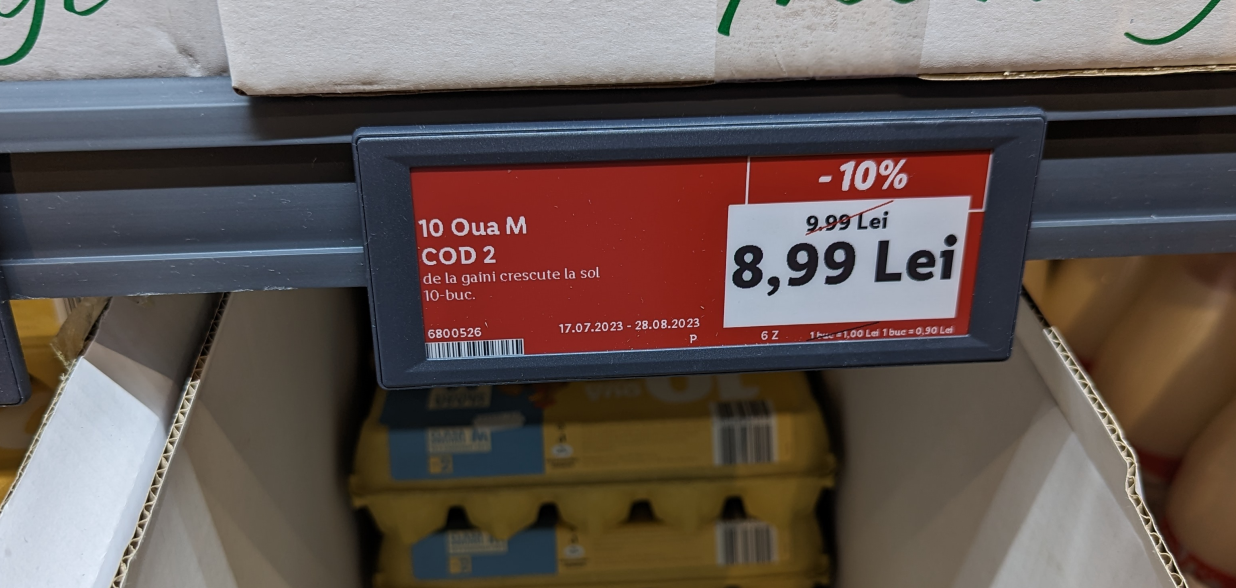 - 10%
10 Oua M
COD 2
de la gaini crescute la sol
10-buc.
9.99 Lei
8,99 Lei
6800526
17.07.2023 - 28.08.2023
P
6 Z
1 buc =1,00 Lei 1 buc = 0,90 Lei
10